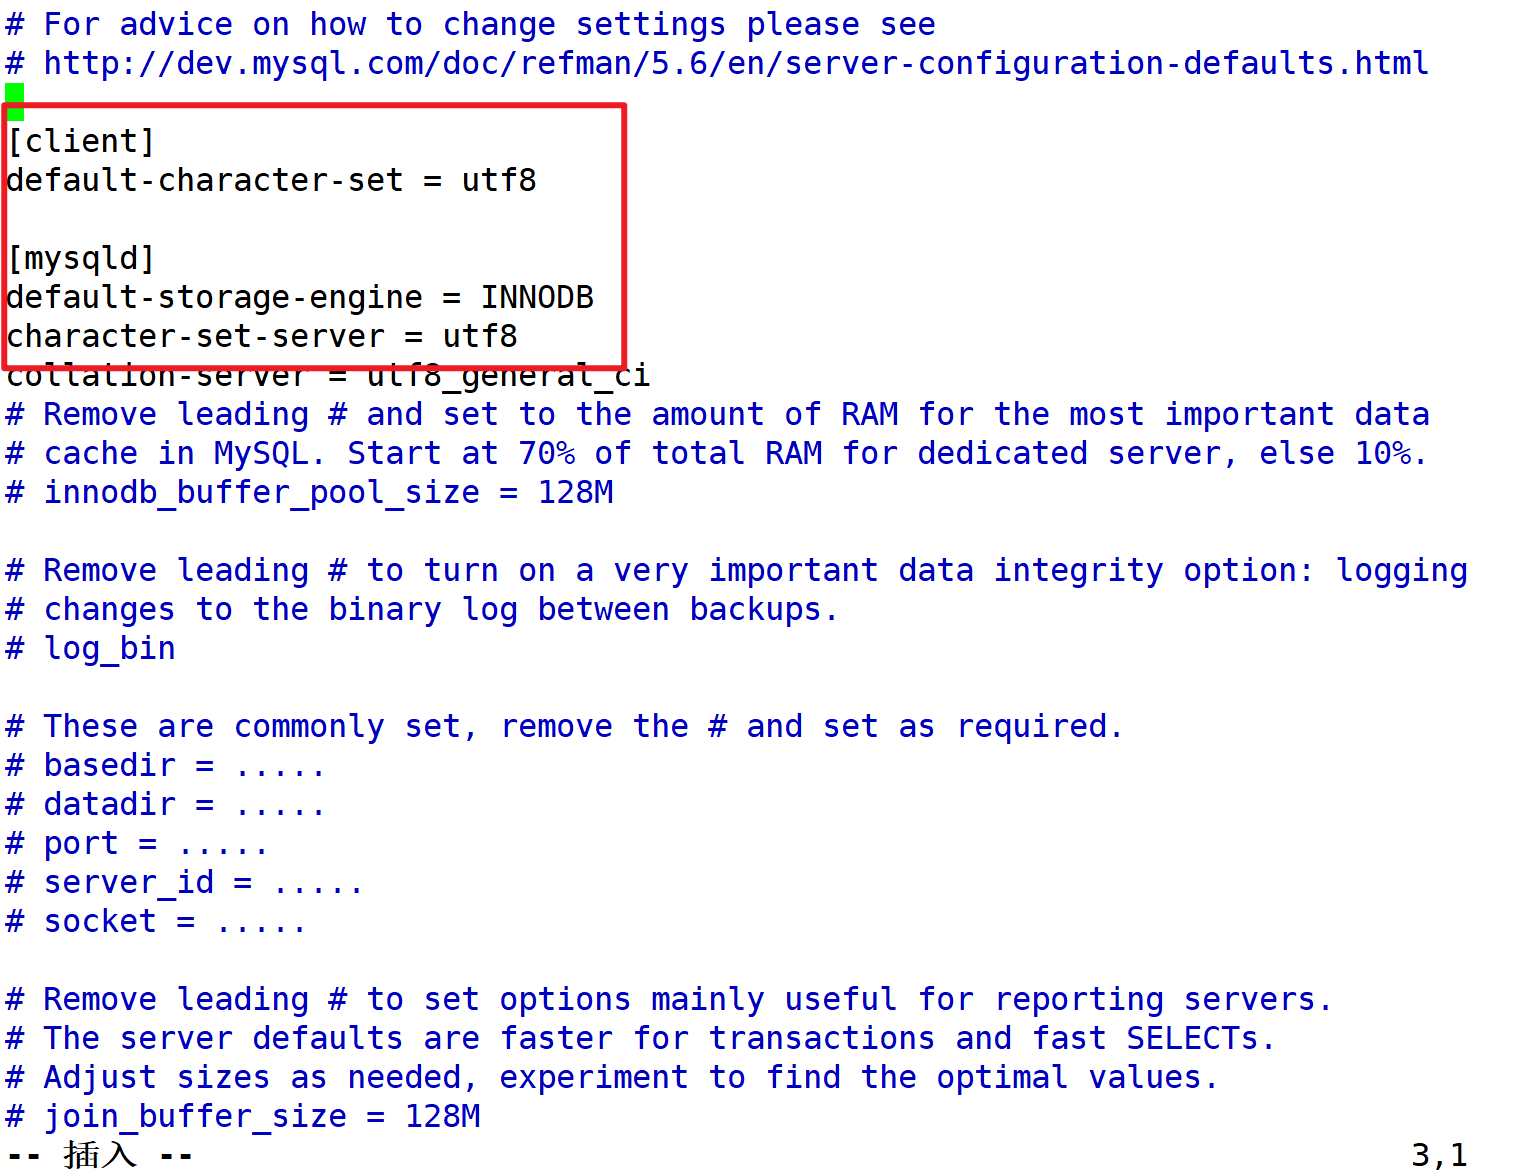 # For advice on how to change settings please see
# http://dev.mysql.com/doc/refman/5.6/en/server-configuration-defaults.html
[client]
default-character-set = utf8
[mysqld]
default-storage-engine = INNODB
character-set-server = utf8
collation-server = utf8_general_ci
# Remove leading # and set to the amount of RAM for the most important data
# cache in MySQL. Start at 70% of total RAM for dedicated server, else 10%.
# innodb_buffer_pool_size = 128M
# Remove leading # to turn on a very important data integrity option: logging
# changes to the binary log between backups.
# log_bin
# These are commonly set, remove the # and set as required.
# basedir = .....
# datadir = .....
# port = .....
# server_id = .....
# socket = .....
# Remove leading # to set options mainly useful for reporting servers.
# The server defaults are faster for transactions and fast SELECTs.
# Adjust sizes as needed, experiment to find the optimal values.
# join_buffer_size = 128M
-- 插入 -- 3,1